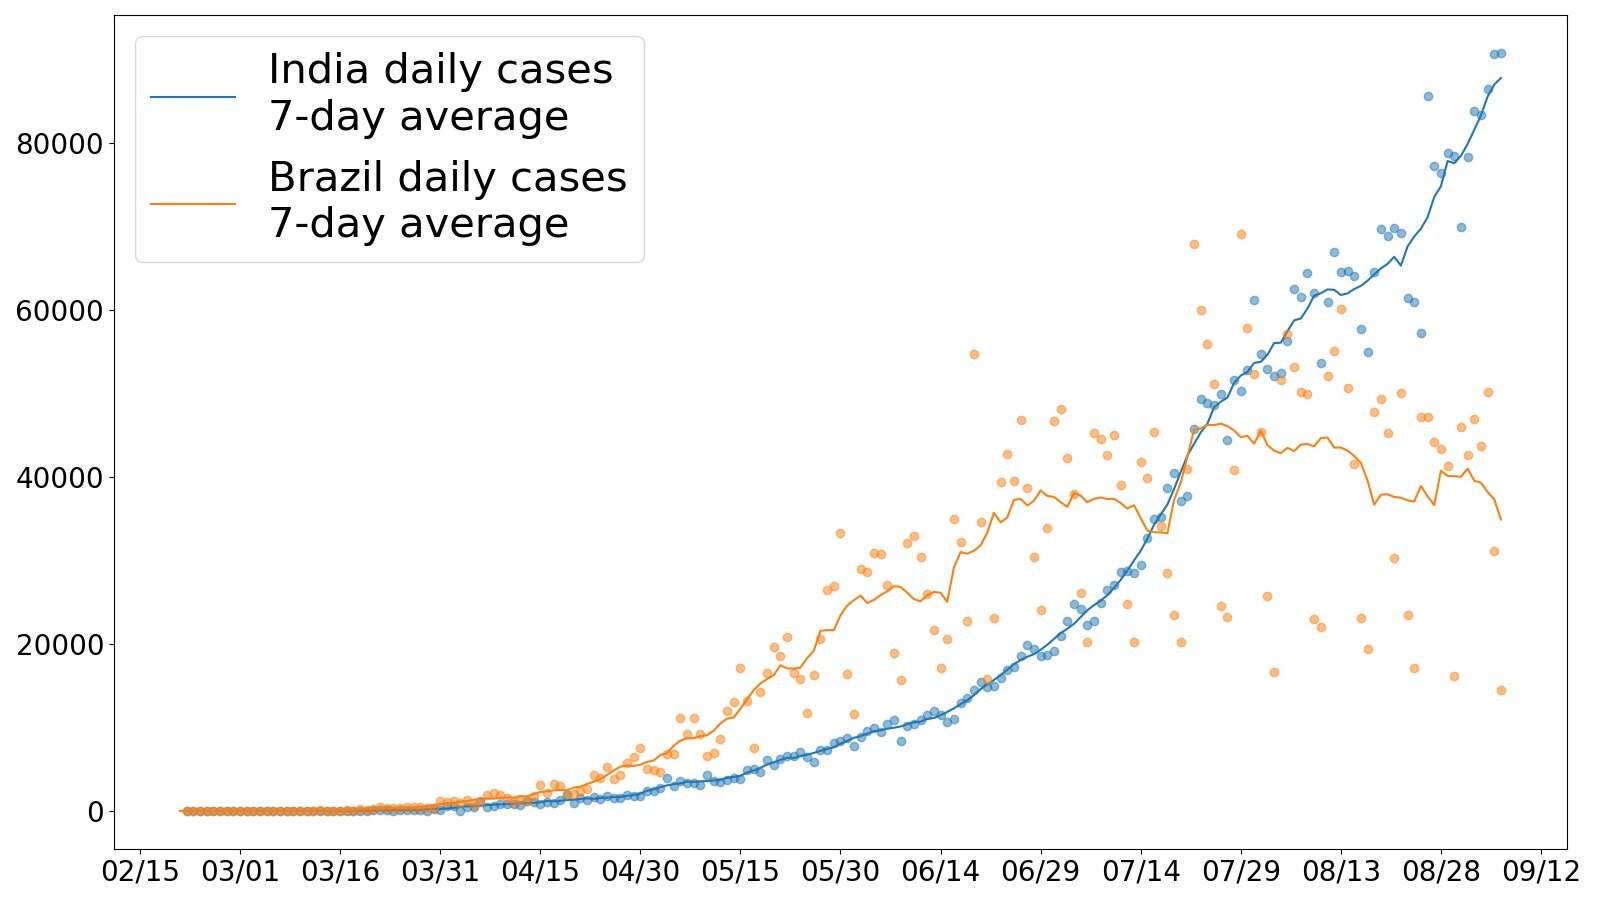 India daily cases
7-day average
Brazil daily cases
7-day average
80000
60000
40000
20000
0
02/15 03/01 03/16 03/31 04/15 04/30 05/15 05/30 06/14 06/29 07/14 07/29 08/13 08/28 09/12